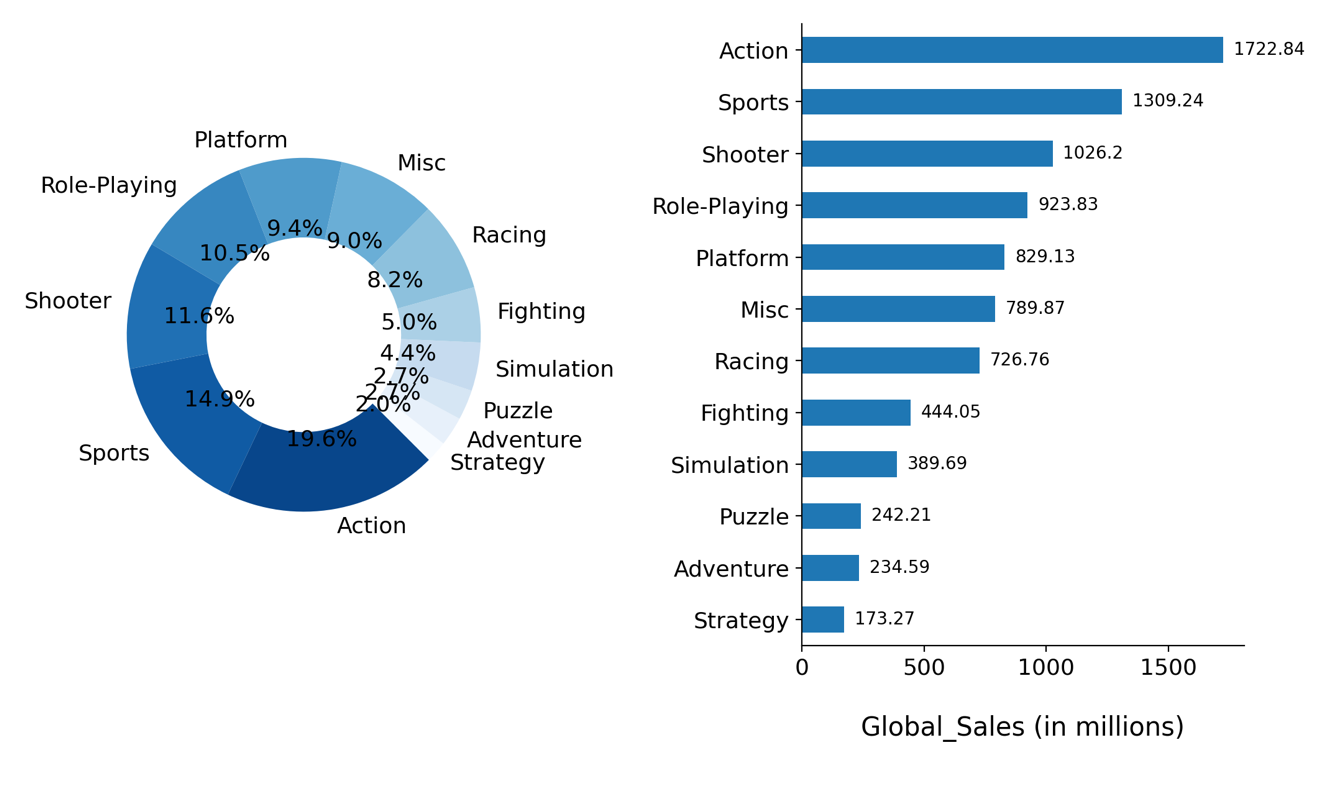 Platform
Misc
Role-Playing
Racing
Shooter
Fighting
Simulation
Puzzle
Adventure
Strategy
Sports
Action
9.4%
9.0%
10.5%
8.2%
11.6%
5.0%
4.4%
2.7%
2.7%
2.0%
14.9%
19.6%
Action 1722.84
Sports 1309.24
Shooter 1026.2
Role-Playing 923.83
Platform 829.13
Misc 789.87
Racing 726.76
Fighting 444.05
Simulation 389.69
Puzzle 242.21
Adventure 234.59
Strategy 173.27
0 500 1000 1500
Global_Sales (in millions)